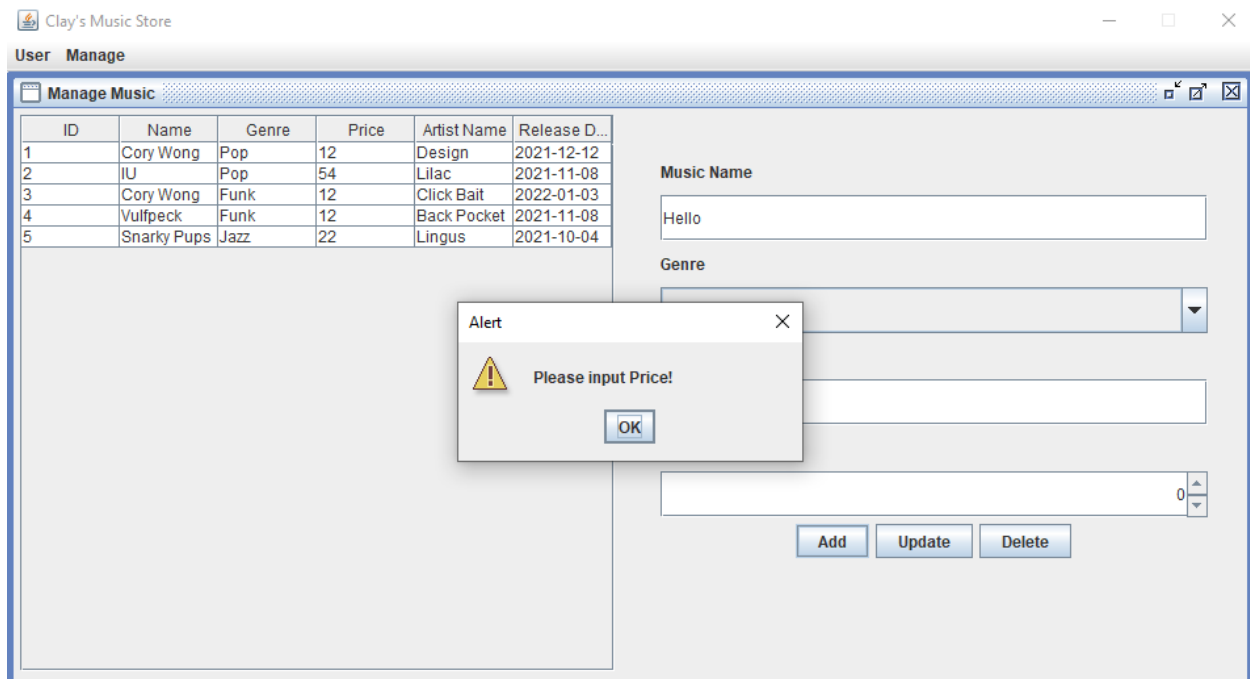 Clay's Music Store
User Manage
Manage Music
ID Name Genre Price Artist Name Release D...
1 Cory Wong Pop 12 Design 2021-12-12
2 IU Pop 54 Lilac 2021-11-08
3 Cory Wong Funk 12 Click Bait 2022-01-03
4 Vulfpeck Funk 12 Back Pocket 2021-11-08
5 Snarky Pups Jazz 22 Lingus 2021-10-04
Music Name
Hello
Genre
Alert
Please input Price!
OK
0
Add Update Delete